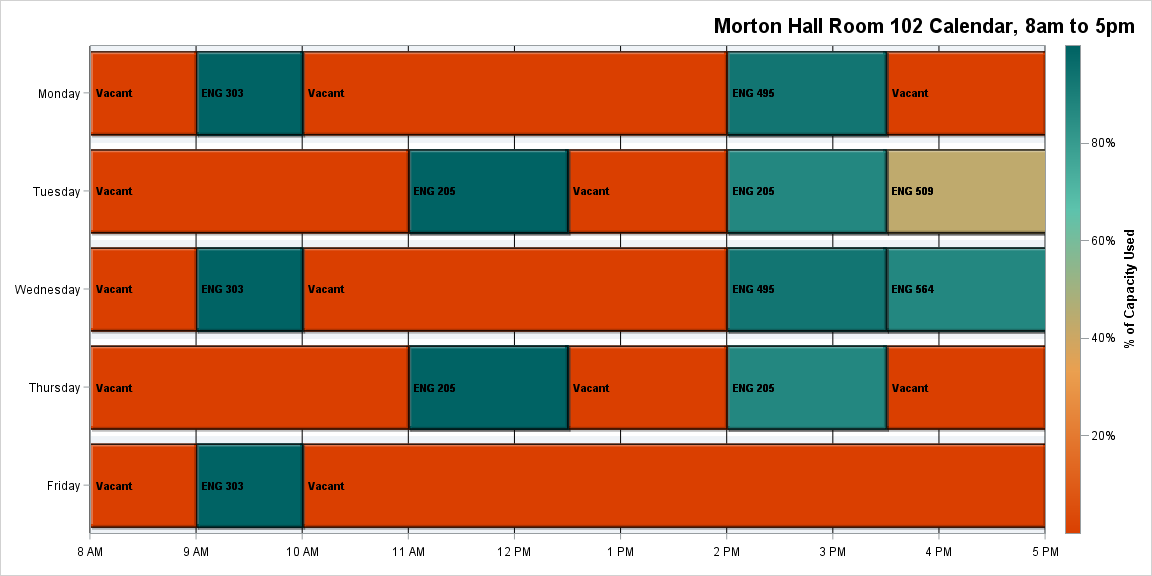 Morton Hall Room 102 Calendar, 8am to 5pm
Monday
Vacant
ENG 303
Vacant
ENG 495
Vacant
Tuesday
Vacant
ENG 205
Vacant
ENG 205
ENG 509
Wednesday
Vacant
ENG 303
Vacant
ENG 495
ENG 564
Thursday
Vacant
ENG 205
Vacant
ENG 205
Vacant
Friday
Vacant
ENG 303
Vacant
8 AM
9 AM
10 AM
11 AM
12 PM
1 PM
2 PM
3 PM
4 PM
5 PM
80%
60%
40%
20%
% of Capacity Used